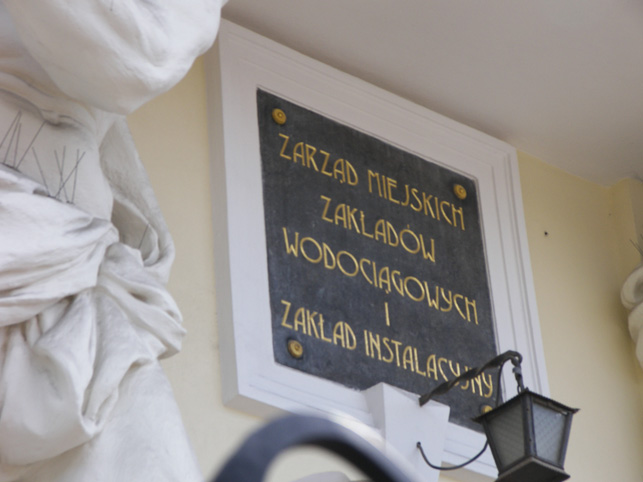 ZARZĄD MIEJSKICH
ZAKŁADÓW
WODOCIĄGOWYCH
I
ZAKŁAD INSTALACYJNY